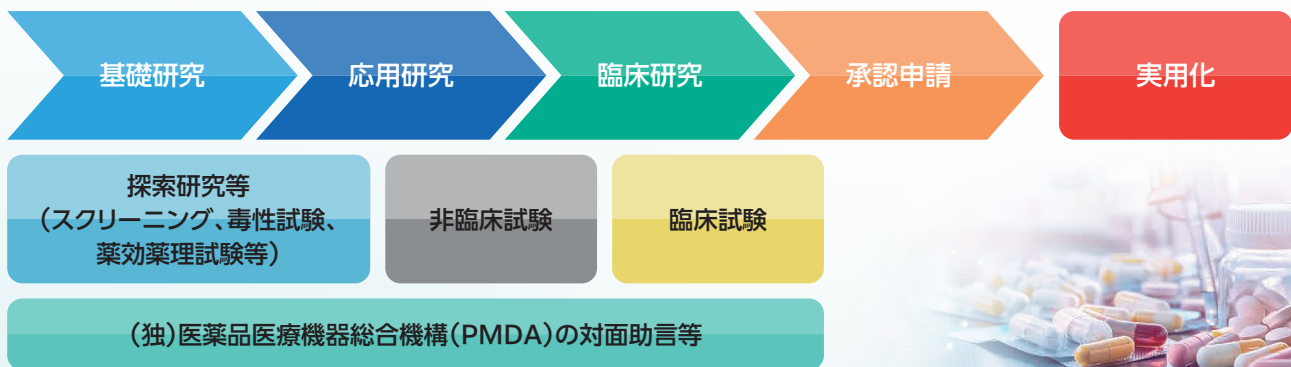 基礎研究
応用研究
臨床研究
承認申請
実用化
探索研究等
（スクリーニング、毒性試験、
薬効薬理試験等）
非臨床試験
臨床試験
（独）医薬品医療機器総合機構（PMDA）の対面助言等